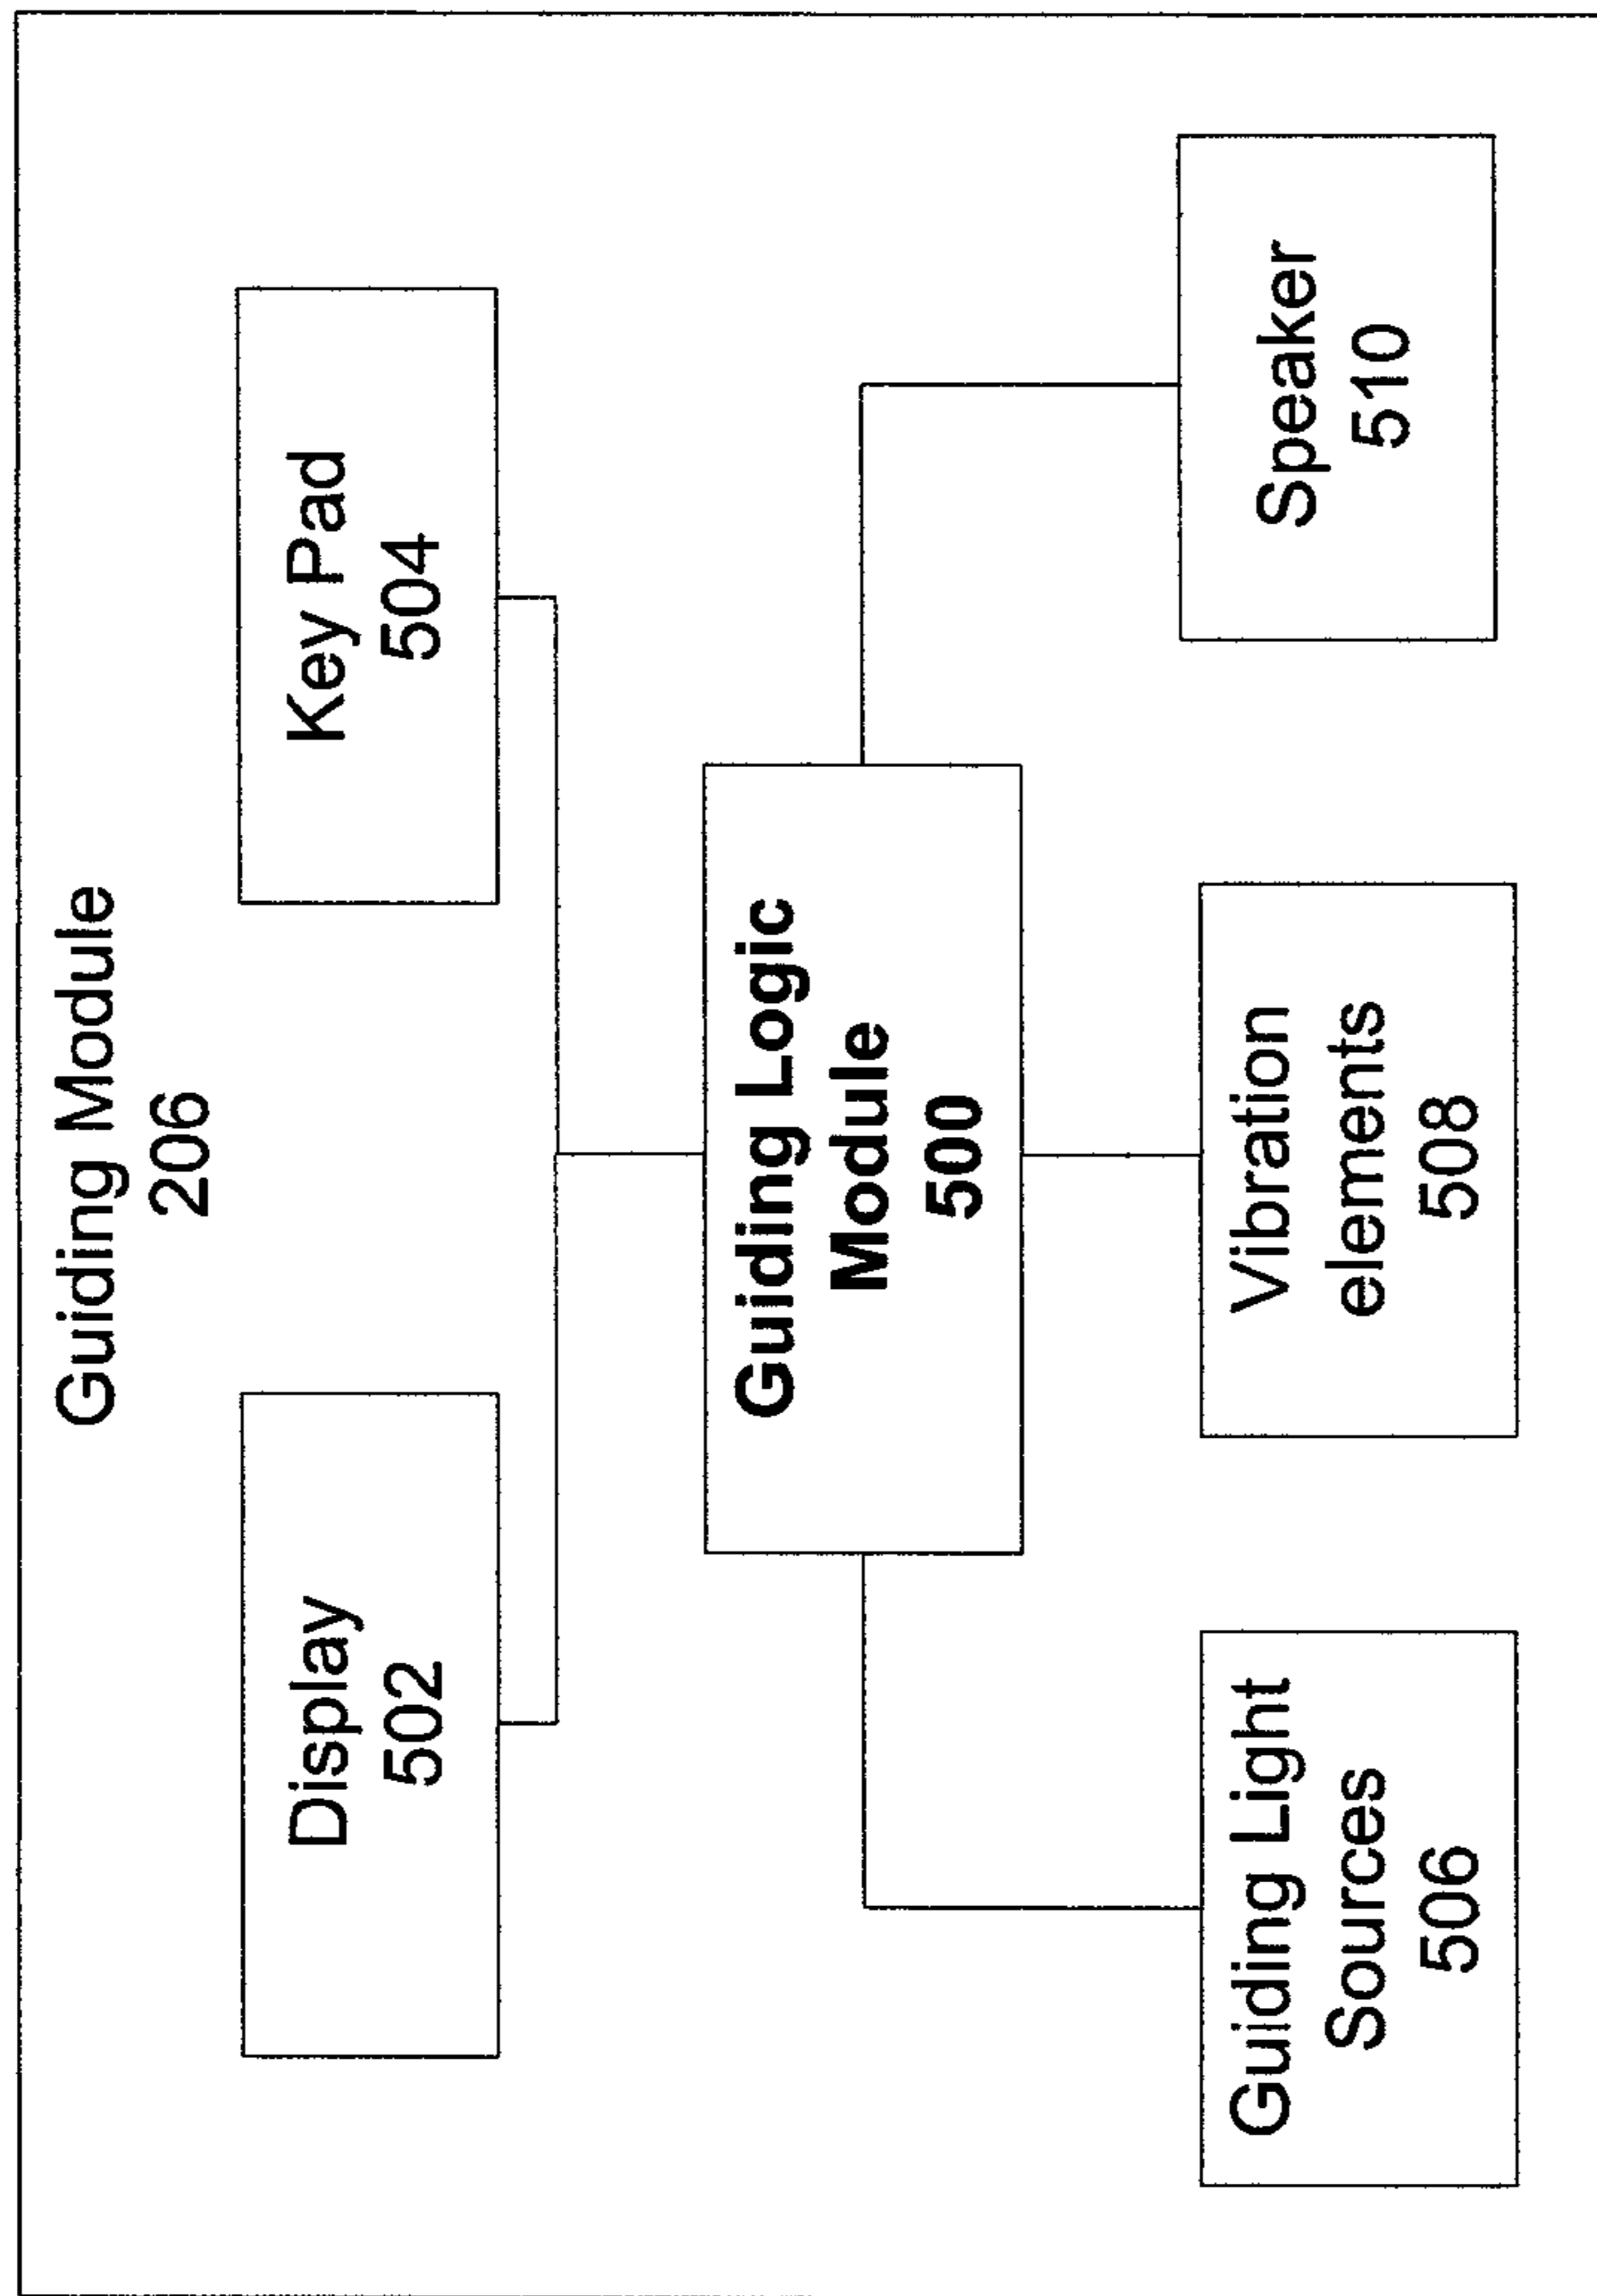 Guiding Module
206
Display
502
Key Pad
504
Guiding Logic
Module
500
Guiding Light
Sources
506
Vibration
elements
508
Speaker
510